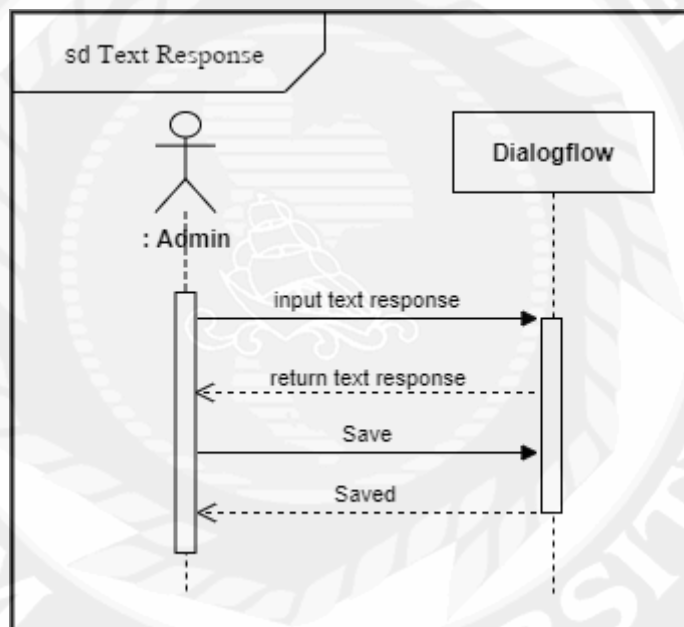 sd Text Response
Dialogflow
: Admin
input text response
return text response
Save
Saved